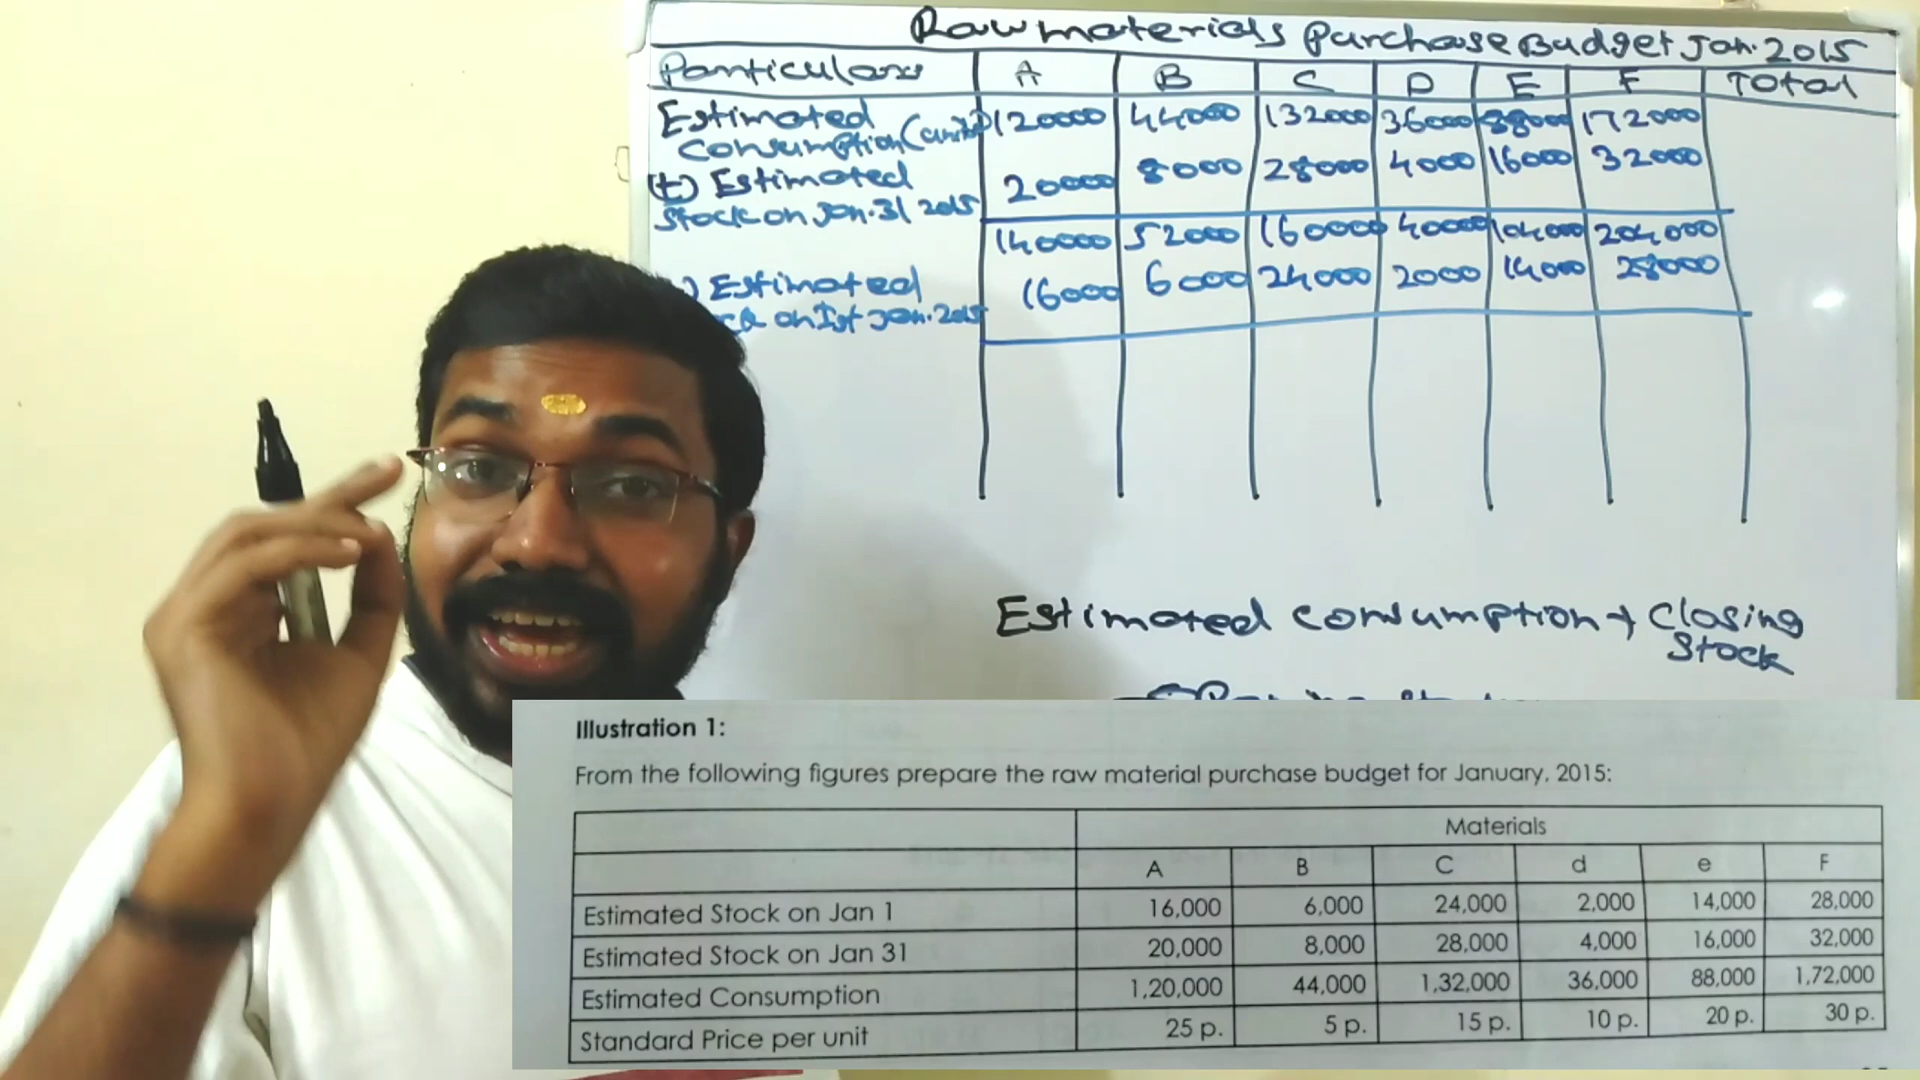 Raw materials Purchase Budget Jan. 2015
Particulars A B C D E F Total
Estimated 120000 44000 132000 36000 88000 172000
consumption (units)
(+) Estimated 20000 8000 28000 4000 16000 32000
stock on Jan. 31 2015
140000 52000 160000 40000 104000 204000
) Estimated 16000 6000 24000 2000 14000 28000
ck on 1st Jan. 2015
Estimated consumption + Closing
Stock
Illustration 1:
From the following figures prepare the raw material purchase budget for January, 2015:
Materials
A B C d e F
Estimated Stock on Jan 1 16,000 6,000 24,000 2,000 14,000 28,000
Estimated Stock on Jan 31 20,000 8,000 28,000 4,000 16,000 32,000
Estimated Consumption 1,20,000 44,000 1,32,000 36,000 88,000 1,72,000
Standard Price per unit 25 p. 5 p. 15 p. 10 p. 20 p. 30 p.